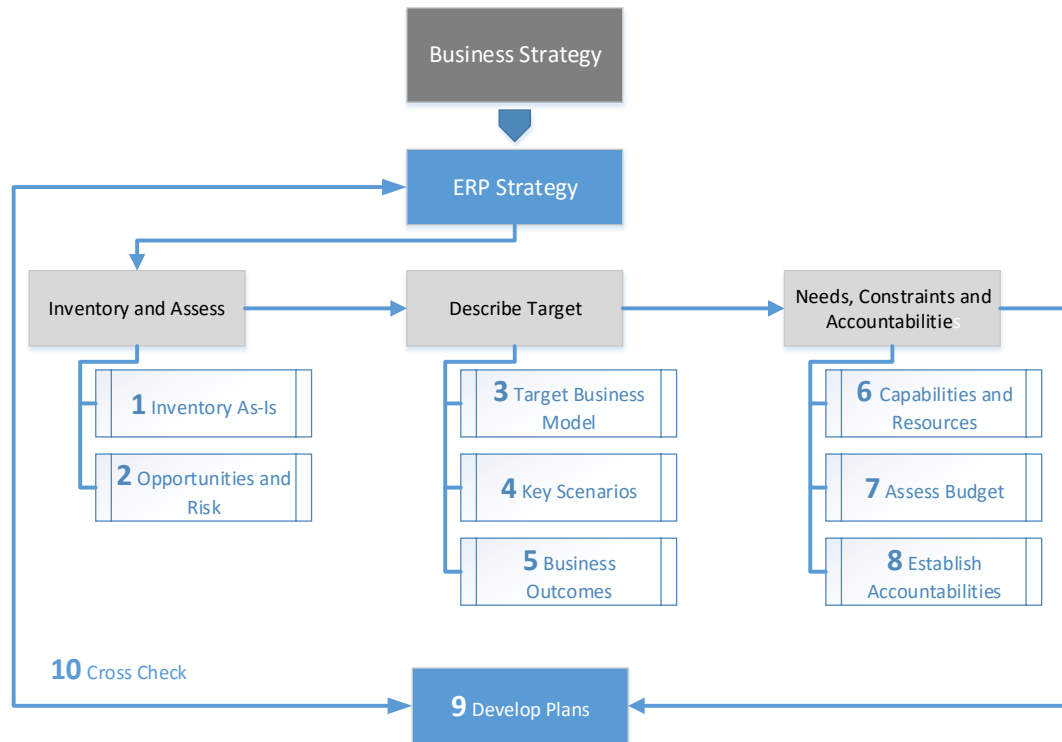 Business Strategy
ERP Strategy
Inventory and Assess
Describe Target
Needs, Constraints and
Accountabilities
1 Inventory As-Is
2 Opportunities and
Risk
3 Target Business
Model
4 Key Scenarios
5 Business
Outcomes
6 Capabilities and
Resources
7 Assess Budget
8 Establish
Accountabilities
10 Cross Check
9 Develop Plans